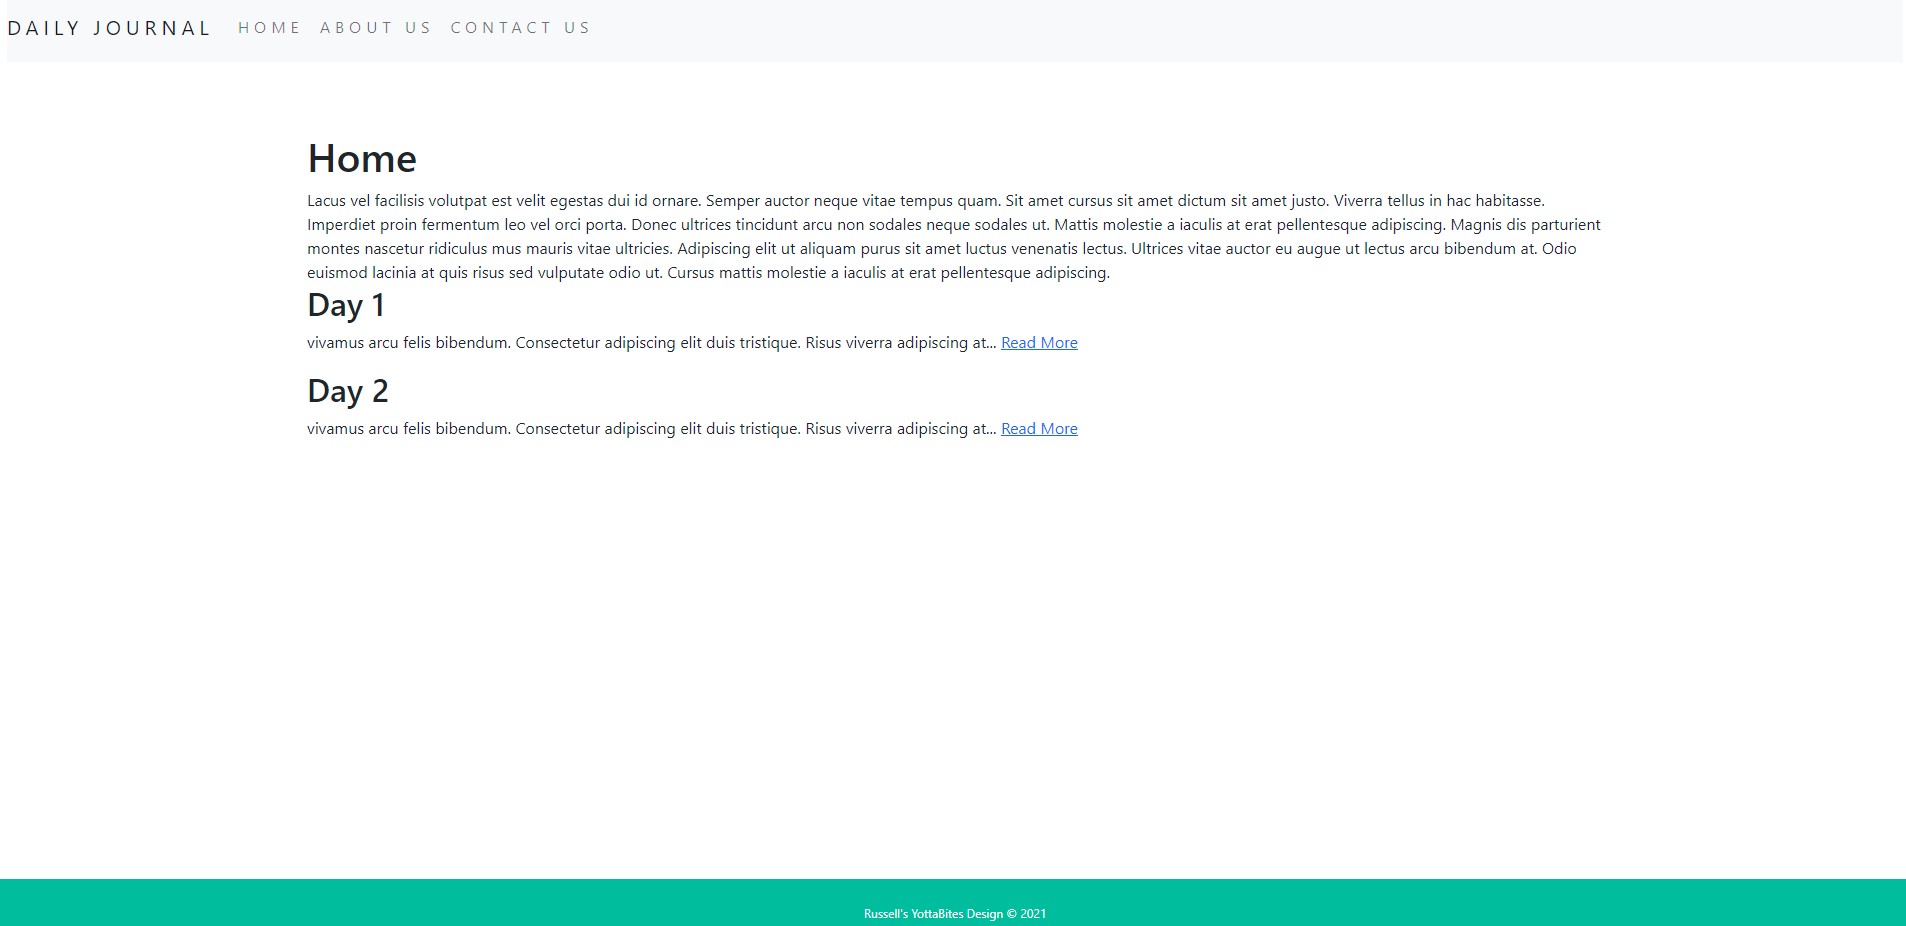 DAILY JOURNAL HOME ABOUT US CONTACT US
Home
Lacus vel facilisis volutpat est velit egestas dui id ornare. Semper auctor neque vitae tempus quam. Sit amet cursus sit amet dictum sit amet justo. Viverra tellus in hac habitasse.
Imperdiet proin fermentum leo vel orci porta. Donec ultrices tincidunt arcu non sodales neque sodales ut. Mattis molestie a iaculis at erat pellentesque adipiscing. Magnis dis parturient
montes nascetur ridiculus mus mauris vitae ultricies. Adipiscing elit ut aliquam purus sit amet luctus venenatis lectus. Ultrices vitae auctor eu augue ut lectus arcu bibendum at. Odio
euismod lacinia at quis risus sed vulputate odio ut. Cursus mattis molestie a iaculis at erat pellentesque adipiscing.
Day 1
vivamus arcu felis bibendum. Consectetur adipiscing elit duis tristique. Risus viverra adipiscing at... Read More
Day 2
vivamus arcu felis bibendum. Consectetur adipiscing elit duis tristique. Risus viverra adipiscing at... Read More
Russell's YottaBites Design © 2021